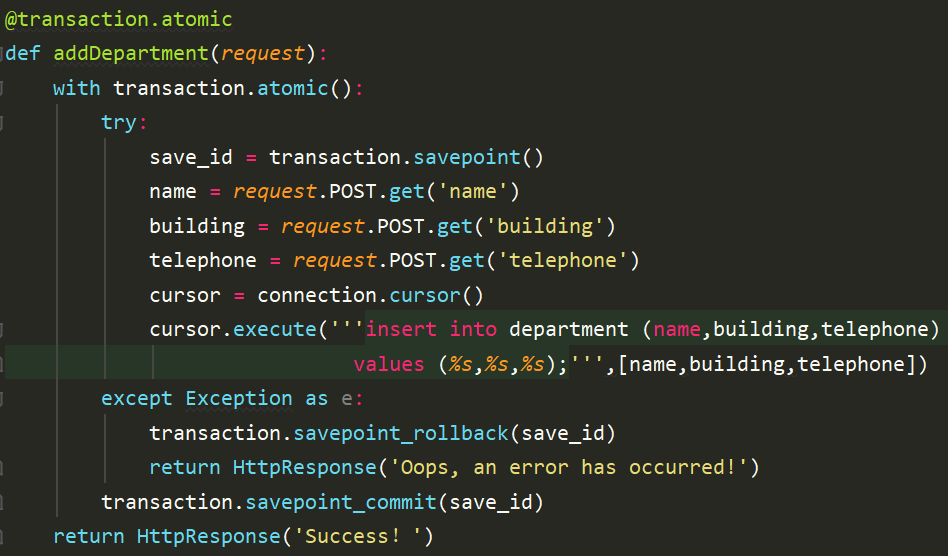 @transaction.atomic
def addDepartment(request):
    with transaction.atomic():
        try:
            save_id = transaction.savepoint()
            name = request.POST.get('name')
            building = request.POST.get('building')
            telephone = request.POST.get('telephone')
            cursor = connection.cursor()
            cursor.execute('''insert into department (name,building,telephone)
                             values (%s,%s,%s);''',[name,building,telephone])
        except Exception as e:
            transaction.savepoint_rollback(save_id)
            return HttpResponse('Oops, an error has occurred!')
        transaction.savepoint_commit(save_id)
    return HttpResponse('Success! ')